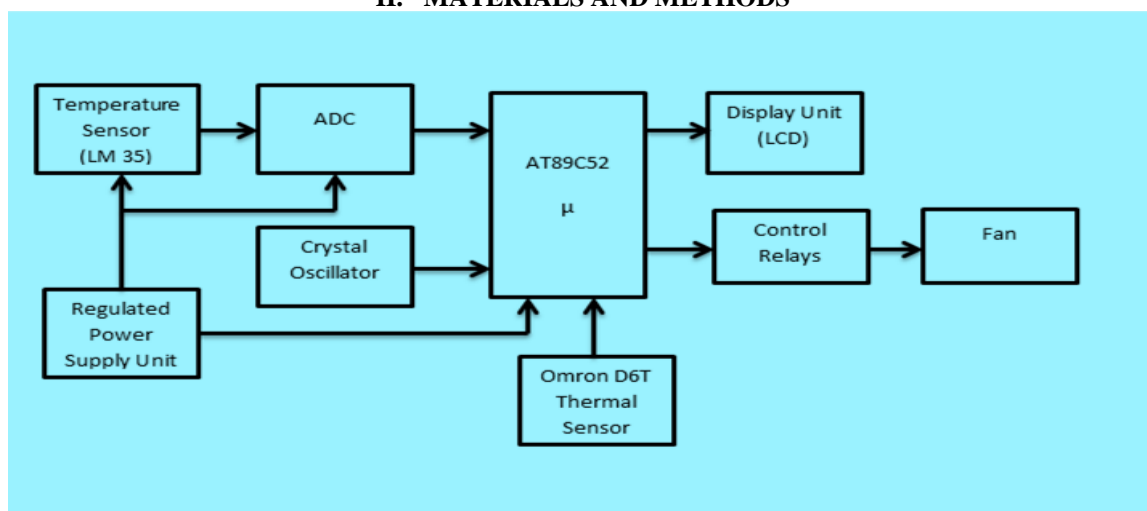 II. MATERIALS AND METHODS
Temperature
Sensor
(LM 35)
ADC
AT89C52
μ
Display Unit
(LCD)
Crystal
Oscillator
Control
Relays
Fan
Regulated
Power
Supply Unit
Omron D6T
Thermal
Sensor